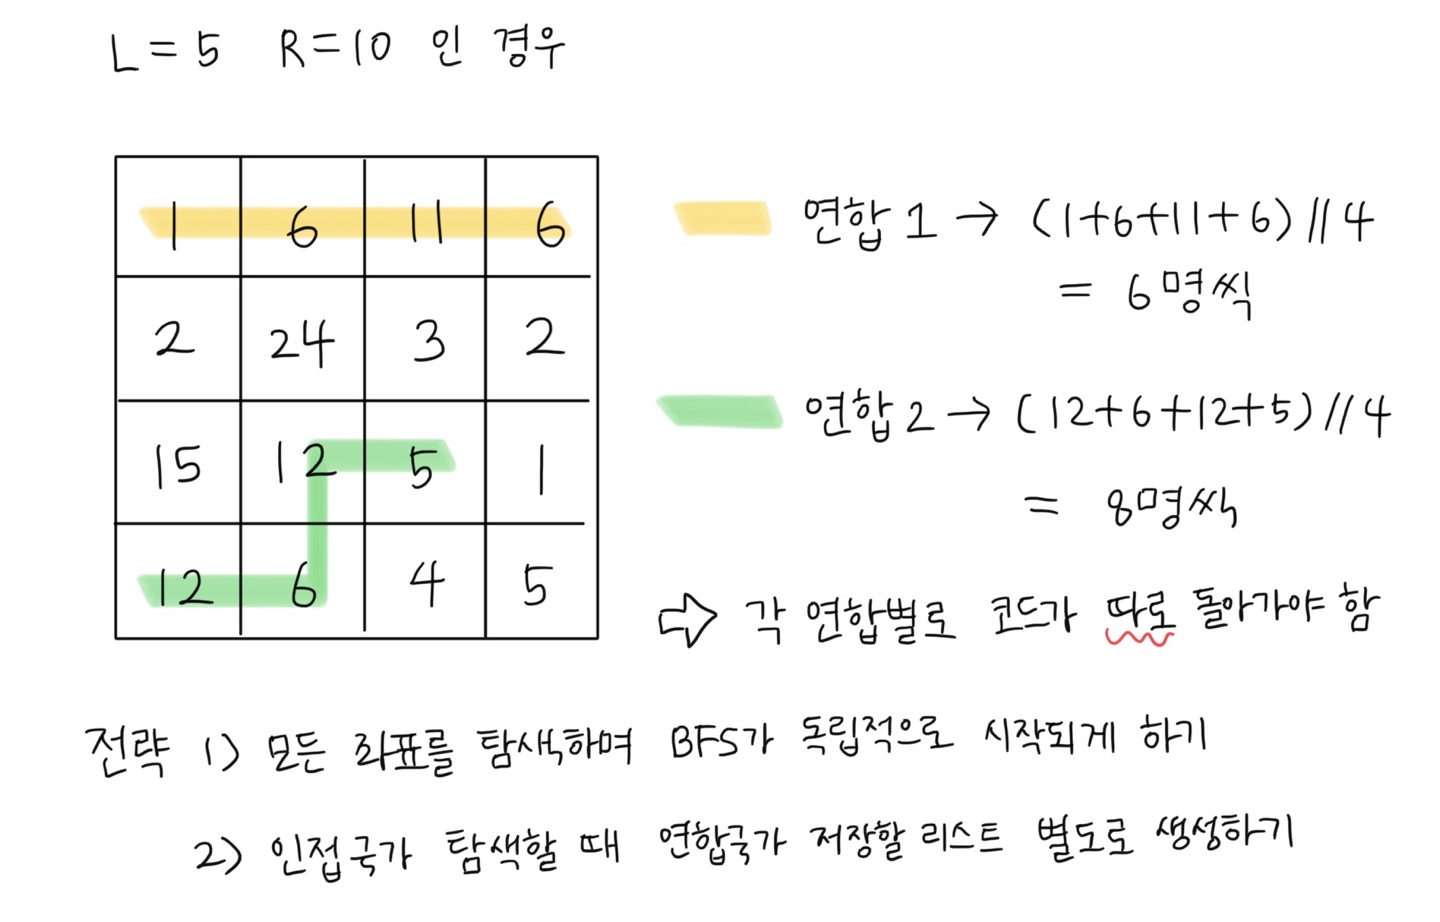 L = 5 R = 10 인 경우
1 6 11 6
2 24 3 2
15 12 5 1
12 6 4 5
연합 1 → (1+6+11+6)//4
= 6명씩
연합 2 → (12+6+12+5)//4
= 8명씩
⇨ 각 연합별로 코드가 따로 돌아가야 함
전략 1) 모든 좌표를 탐색하며 BFS가 독립적으로 시작되게 하기
2) 인접국가 탐색할 때 연합국가 저장할 리스트 별도로 생성하기